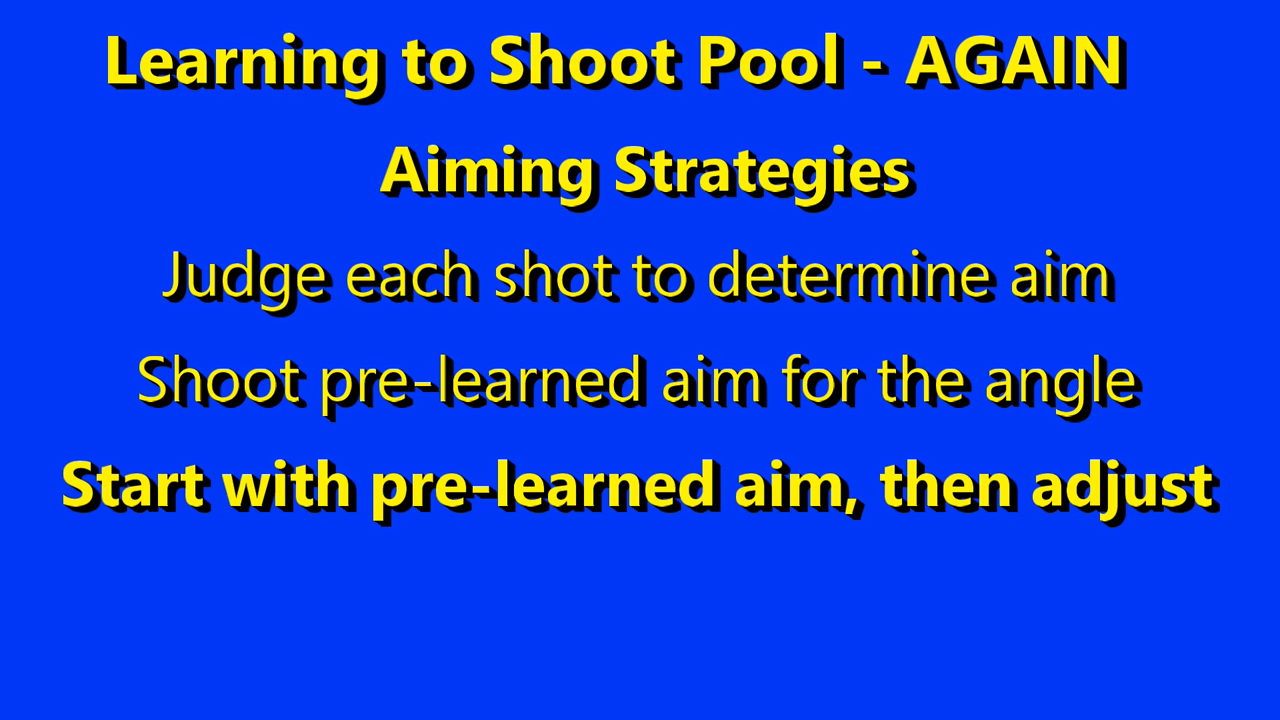 Learning to Shoot Pool - AGAIN
Aiming Strategies
Judge each shot to determine aim
Shoot pre-learned aim for the angle
Start with pre-learned aim, then adjust